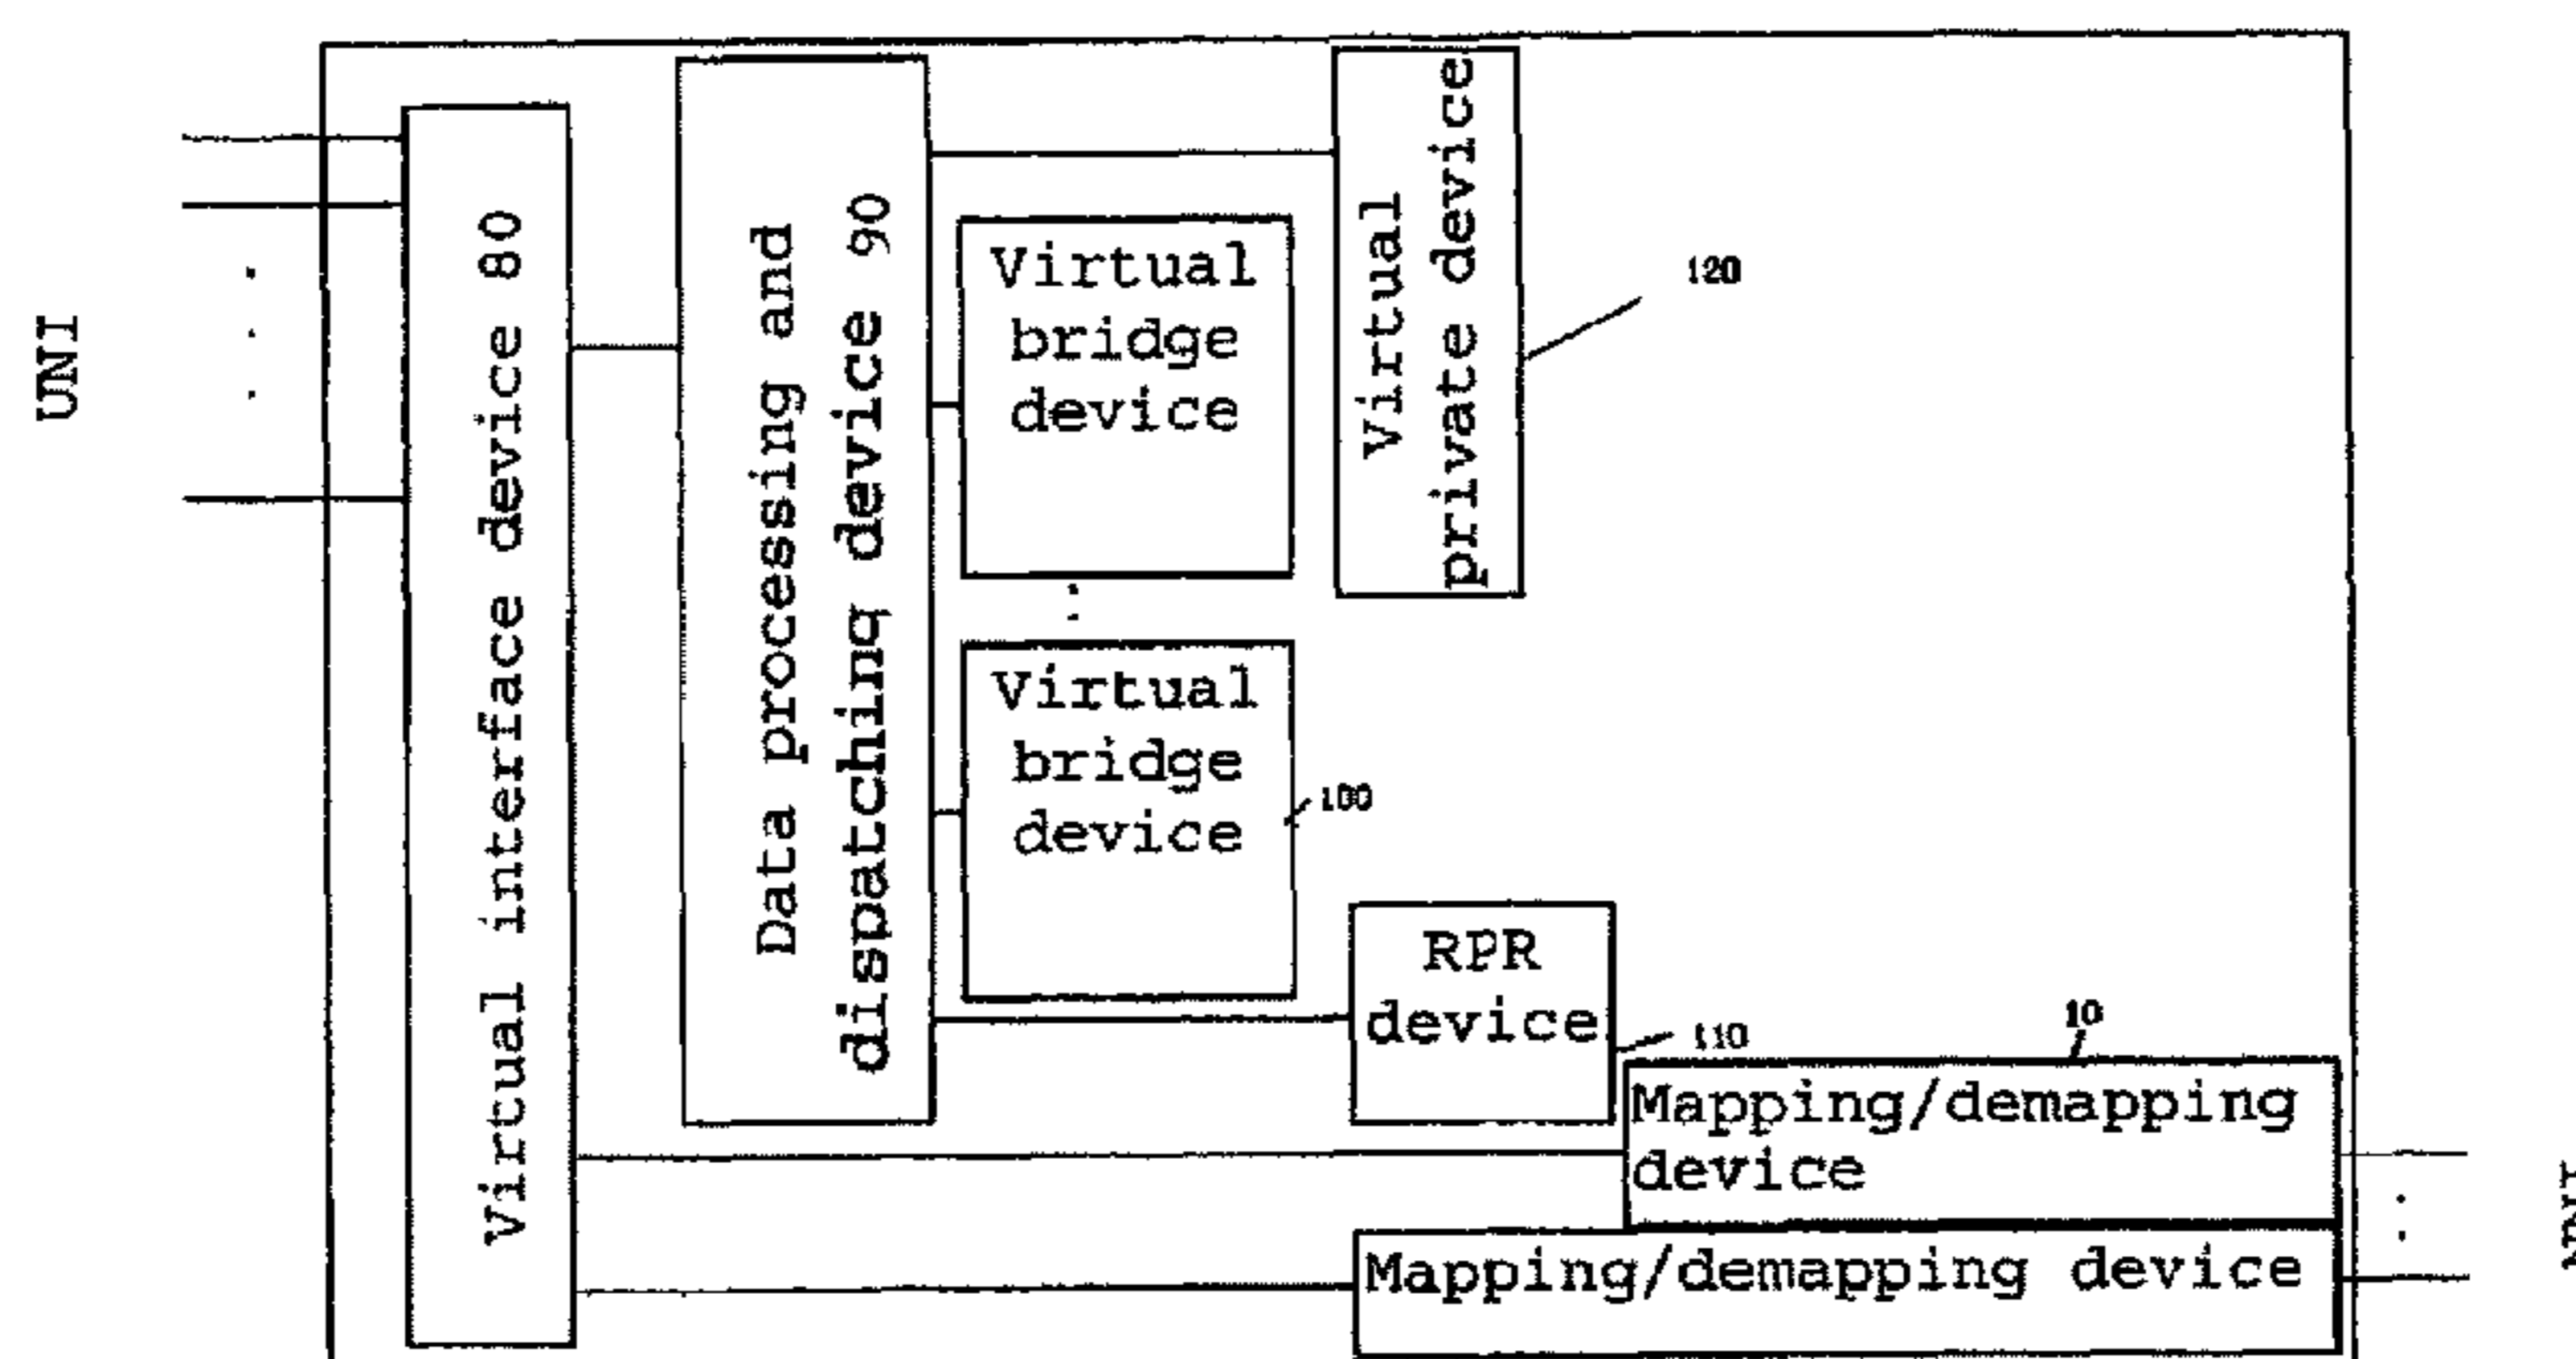 UNI
Virtual interface device 80
Data processing and
dispatching device 90
Virtual
bridge
device
Virtual
private device
120
Virtual
bridge
device
100
RPR
device
110
10
Mapping/demapping
device
Mapping/demapping device